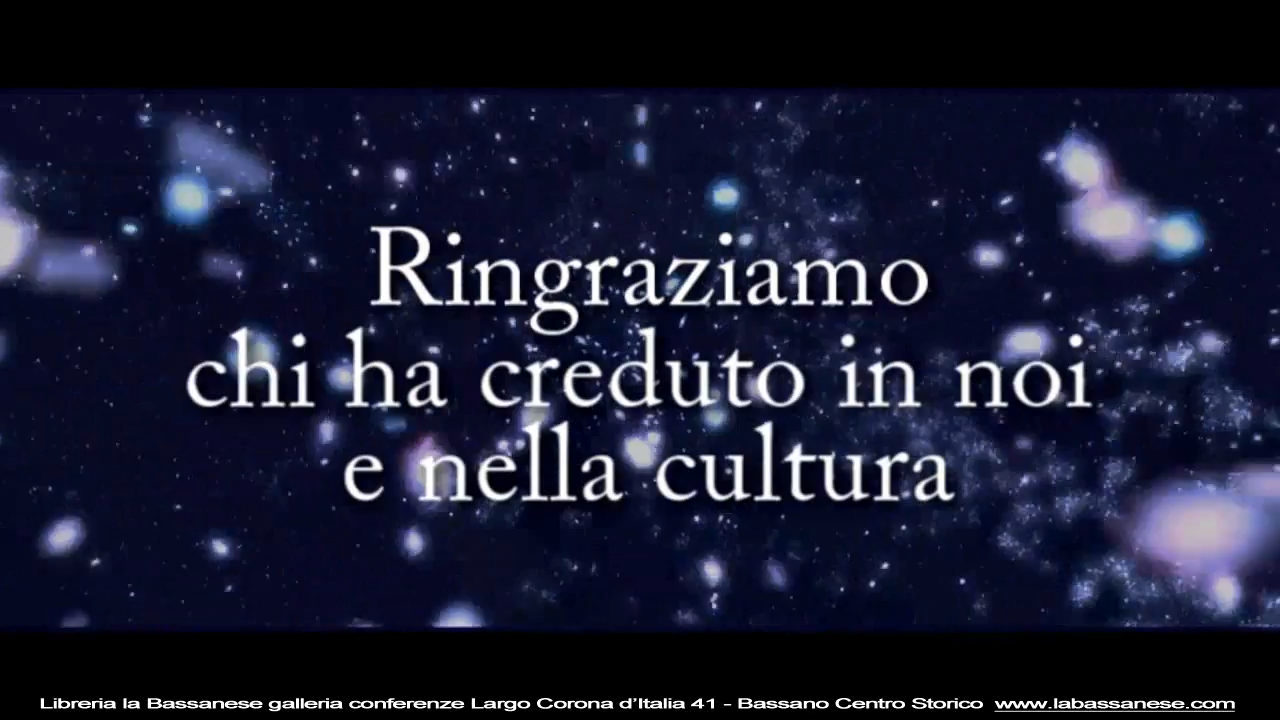 Ringraziamo
chi ha creduto in noi
e nella cultura
Libreria la Bassanese galleria conferenze Largo Corona d'Italia 41 - Bassano Centro Storico www.labassanese.com